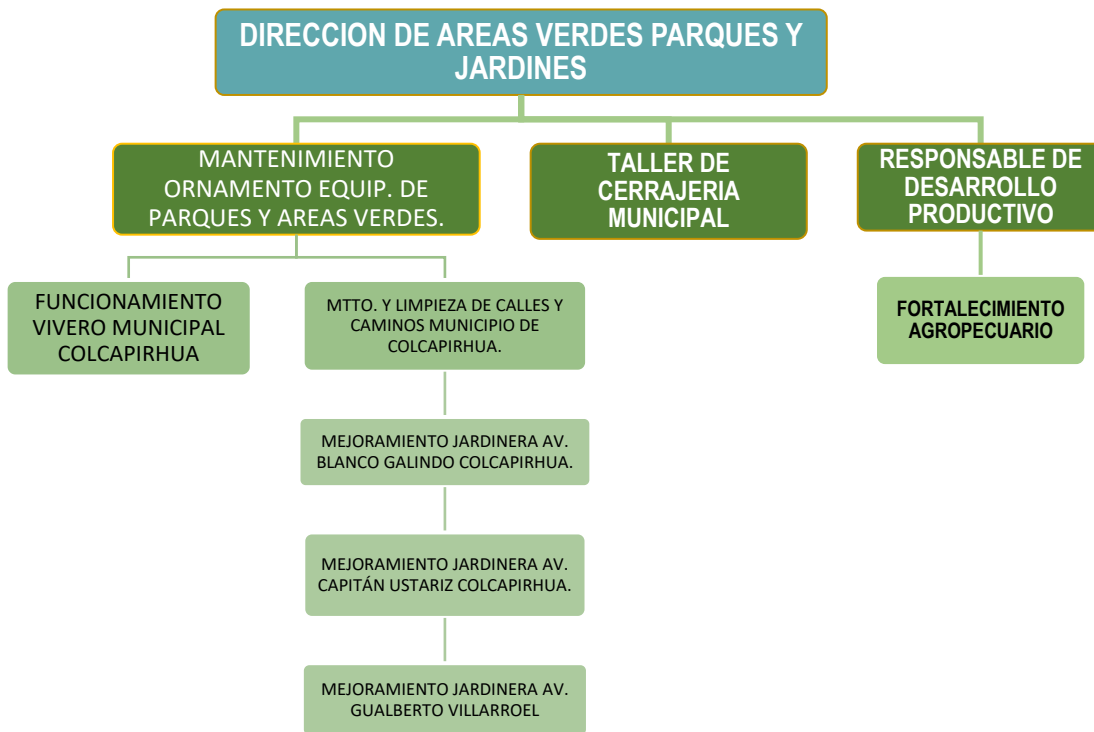 DIRECCION DE AREAS VERDES PARQUES Y
JARDINES
MANTENIMIENTO
ORNAMENTO EQUIP. DE
PARQUES Y AREAS VERDES.
TALLER DE
CERRAJERIA
MUNICIPAL
RESPONSABLE DE
DESARROLLO
PRODUCTIVO
FUNCIONAMIENTO
VIVERO MUNICIPAL
COLCAPIRHUA
MTTO. Y LIMPIEZA DE CALLES Y
CAMINOS MUNICIPIO DE
COLCAPIRHUA.
FORTALECIMIENTO
AGROPECUARIO
MEJORAMIENTO JARDINERA AV.
BLANCO GALINDO COLCAPIRHUA.
MEJORAMIENTO JARDINERA AV.
CAPITÁN USTARIZ COLCAPIRHUA.
MEJORAMIENTO JARDINERA AV.
GUALBERTO VILLARROEL